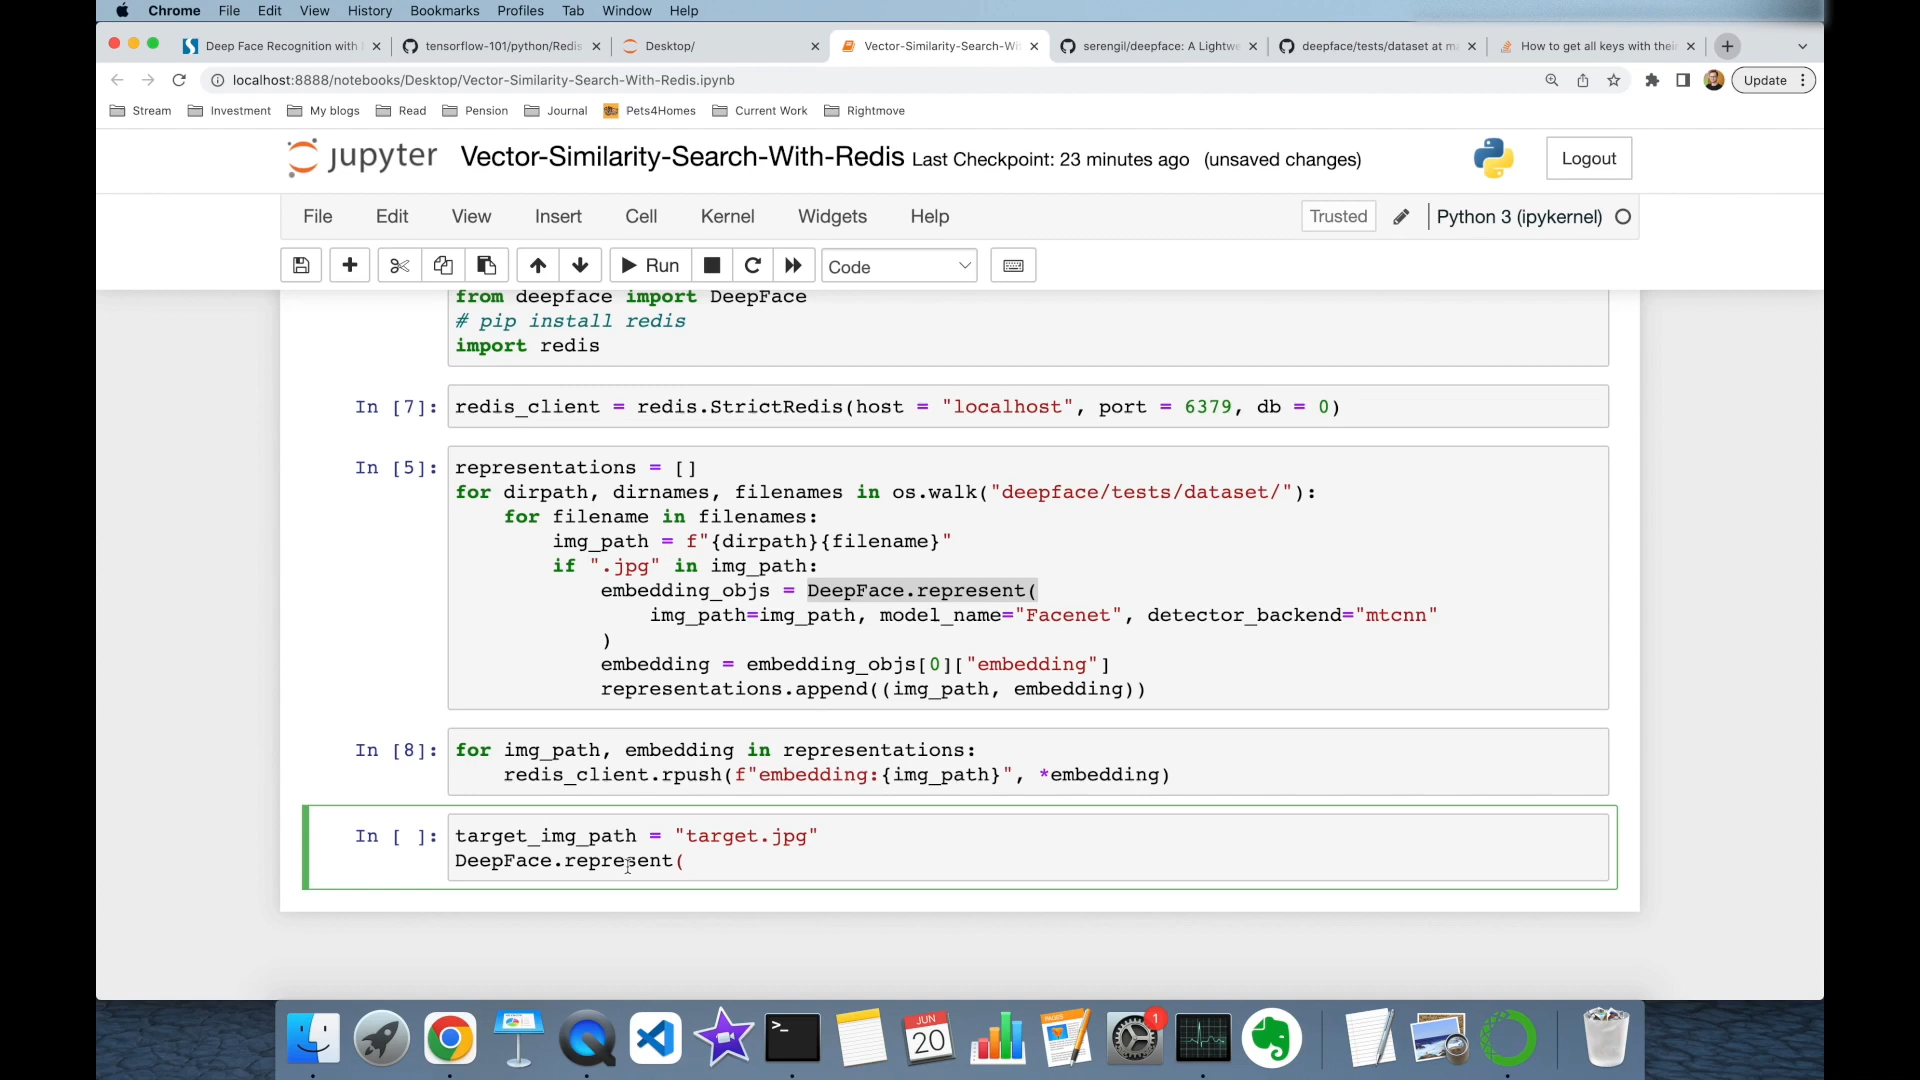 Chrome File Edit View History Bookmarks Profiles Tab Window Help
Deep Face Recognition with
tensorflow-101/python/Redis
Desktop/
Vector-Similarity-Search-Wi
serengil/deepface: A Lightwe
deepface/tests/dataset at ma
How to get all keys with their
localhost:8888/notebooks/Desktop/Vector-Similarity-Search-With-Redis.ipynb
Update
Stream Investment My blogs Read Pension Journal Pets4Homes Current Work Rightmove
jupyter Vector-Similarity-Search-With-Redis Last Checkpoint: 23 minutes ago (unsaved changes)
Logout
File Edit View Insert Cell Kernel Widgets Help
Trusted Python 3 (ipykernel)
Run Code
from deepface import DeepFace
# pip install redis
import redis
In [7]: redis_client = redis.StrictRedis(host = "localhost", port = 6379, db = 0)
In [5]: representations = []
for dirpath, dirnames, filenames in os.walk("deepface/tests/dataset/"):
for filename in filenames:
img_path = f"{dirpath}{filename}"
if ".jpg" in img_path:
embedding_objs = DeepFace.represent(
img_path=img_path, model_name="Facenet", detector_backend="mtcnn"
)
embedding = embedding_objs[0]["embedding"]
representations.append((img_path, embedding))
In [8]: for img_path, embedding in representations:
redis_client.rpush(f"embedding:{img_path}", *embedding)
In [ ]: target_img_path = "target.jpg"
DeepFace.represent(
JUN
20
PAGES
1